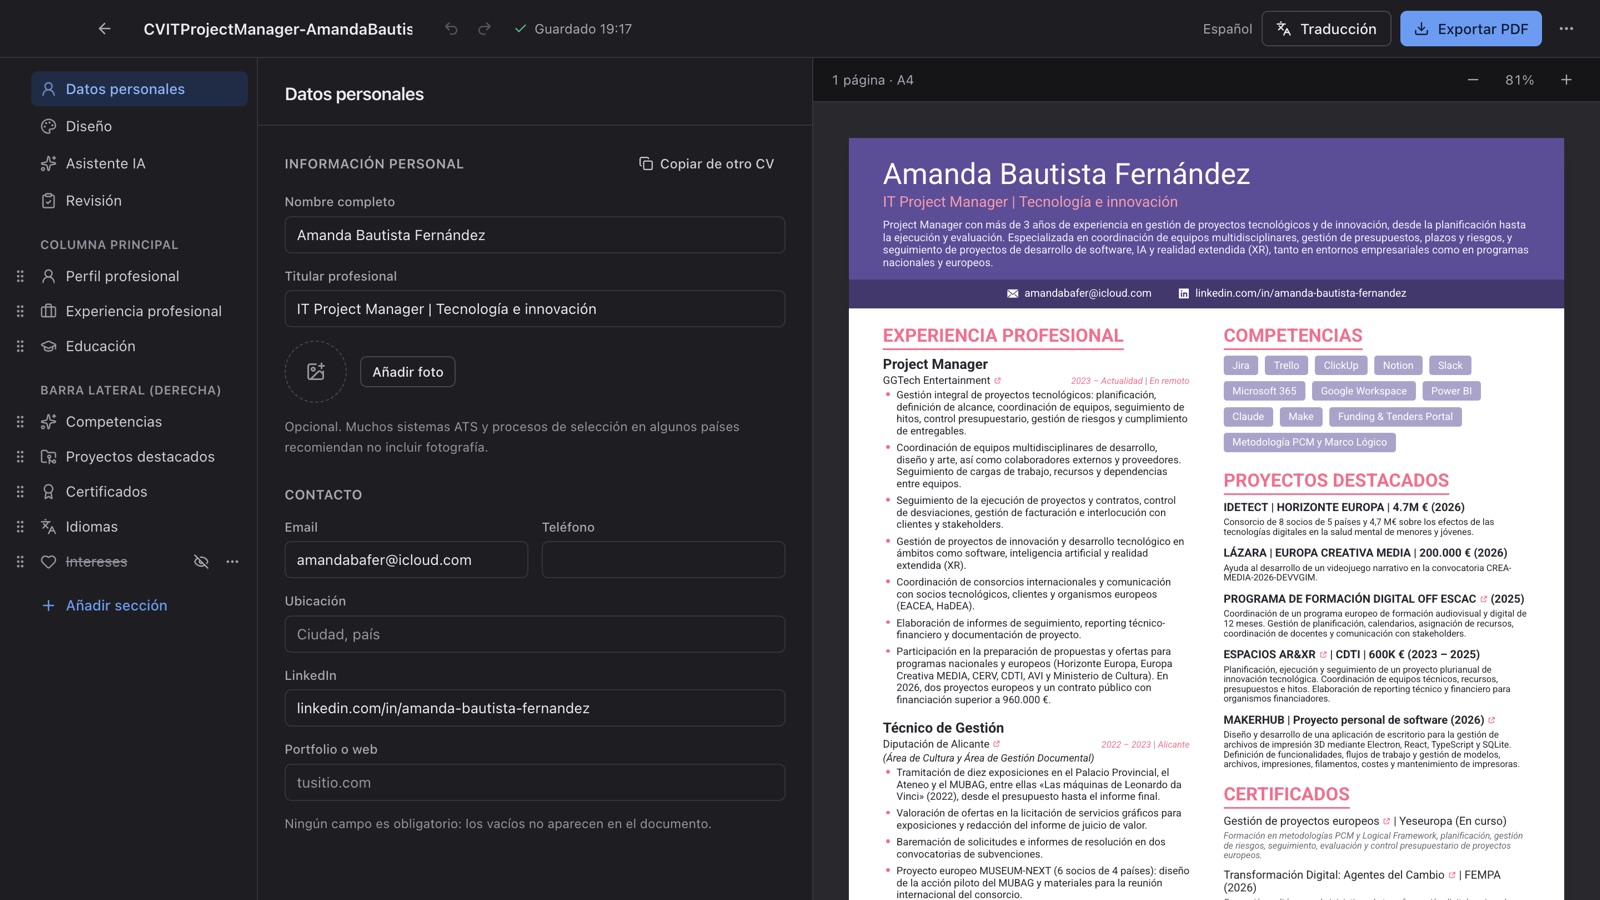 CVITProjectManager-AmandaBautis
Guardado 19:17
Español
Traducción
Exportar PDF
Datos personales
Diseño
Asistente IA
Revisión
COLUMNA PRINCIPAL
Perfil profesional
Experiencia profesional
Educación
BARRA LATERAL (DERECHA)
Competencias
Proyectos destacados
Certificados
Idiomas
Intereses
Añadir sección
Datos personales
INFORMACIÓN PERSONAL
Copiar de otro CV
Nombre completo
Amanda Bautista Fernández
Titular profesional
IT Project Manager | Tecnología e innovación
Añadir foto
Opcional. Muchos sistemas ATS y procesos de selección en algunos países
recomiendan no incluir fotografía.
CONTACTO
Email
Teléfono
amandabafer@icloud.com
Ubicación
Ciudad, país
LinkedIn
linkedin.com/in/amanda-bautista-fernandez
Portfolio o web
tusitio.com
Ningún campo es obligatorio: los vacíos no aparecen en el documento.
1 página · A4
81%
Amanda Bautista Fernández
IT Project Manager | Tecnología e innovación
Project Manager con más de 3 años de experiencia en gestión de proyectos tecnológicos y de innovación, desde la planificación hasta
la ejecución y evaluación. Especializada en coordinación de equipos multidisciplinares, gestión de presupuestos, plazos y riesgos, y
seguimiento de proyectos de desarrollo de software, IA y realidad extendida (XR), tanto en entornos empresariales como en programas
nacionales y europeos.
amandabafer@icloud.com
linkedin.com/in/amanda-bautista-fernandez
EXPERIENCIA PROFESIONAL
Project Manager
GGTech Entertainment
2023 – Actualidad | En remoto
Gestión integral de proyectos tecnológicos: planificación,
definición de alcance, coordinación de equipos, seguimiento de
hitos, control presupuestario, gestión de riesgos y cumplimiento
de entregables.
Coordinación de equipos multidisciplinares de desarrollo,
diseño y arte, así como colaboradores externos y proveedores.
Seguimiento de cargas de trabajo, recursos y dependencias
entre equipos.
Seguimiento de la ejecución de proyectos y contratos, control
de desviaciones, gestión de facturación e interlocución con
clientes y stakeholders.
Gestión de proyectos de innovación y desarrollo tecnológico en
ámbitos como software, inteligencia artificial y realidad
extendida (XR).
Coordinación de consorcios internacionales y comunicación
con socios tecnológicos, clientes y organismos europeos
(EACEA, HaDEA).
Elaboración de informes de seguimiento, reporting técnico-
financiero y documentación de proyecto.
Participación en la preparación de propuestas y ofertas para
programas nacionales y europeos (Horizonte Europa, Europa
Creativa MEDIA, CERV, CDTI, AVI y Ministerio de Cultura). En
2026, dos proyectos europeos y un contrato público con
financiación superior a 960.000 €.
Técnico de Gestión
Diputación de Alicante
2022 – 2023 | Alicante
(Área de Cultura y Área de Gestión Documental)
Tramitación de diez exposiciones en el Palacio Provincial, el
Ateneo y el MUBAG, entre ellas «Las máquinas de Leonardo da
Vinci» (2022), desde el presupuesto hasta el informe final.
Valoración de ofertas en la licitación de servicios gráficos para
exposiciones y redacción del informe de juicio de valor.
Baremación de solicitudes e informes de resolución en dos
convocatorias de subvenciones.
Proyecto europeo MUSEUM-NEXT (6 socios de 4 países): diseño
de la acción piloto del MUBAG y materiales para la reunión
internacional del consorcio.
COMPETENCIAS
Jira
Trello
ClickUp
Notion
Slack
Microsoft 365
Google Workspace
Power BI
Claude
Make
Funding & Tenders Portal
Metodología PCM y Marco Lógico
PROYECTOS DESTACADOS
IDETECT | HORIZONTE EUROPA | 4.7M € (2026)
Consorcio de 8 socios de 5 países y 4,7 M€ sobre los efectos de las
tecnologías digitales en la salud mental de menores y jóvenes.
LÁZARA | EUROPA CREATIVA MEDIA | 200.000 € (2026)
Ayuda al desarrollo de un videojuego narrativo en la convocatoria CREA-
MEDIA-2026-DEVVGIM.
PROGRAMA DE FORMACIÓN DIGITAL OFF ESCAC (2025)
Coordinación de un programa europeo de formación audiovisual y digital de
12 meses. Gestión de planificación, calendarios, asignación de recursos,
coordinación de docentes y comunicación con stakeholders.
ESPACIOS AR&XR | CDTI | 600K € (2023 – 2025)
Planificación, ejecución y seguimiento de un proyecto plurianual de
innovación tecnológica. Coordinación de equipos técnicos, recursos,
presupuestos e hitos. Elaboración de reporting técnico y financiero para
organismos financiadores.
MAKERHUB | Proyecto personal de software (2026)
Diseño y desarrollo de una aplicación de escritorio para la gestión de
archivos de impresión 3D mediante Electron, React, TypeScript y SQLite.
Definición de funcionalidades, flujos de trabajo y gestión de modelos,
archivos, impresiones, filamentos, costes y mantenimiento de impresoras.
CERTIFICADOS
Gestión de proyectos europeos | Yeseuropa (En curso)
Formación en metodologías PCM y Logical Framework, planificación, gestión
de riesgos, seguimiento, evaluación y control presupuestario de proyectos
europeos.
Transformación Digital: Agentes del Cambio | FEMPA
(2026)